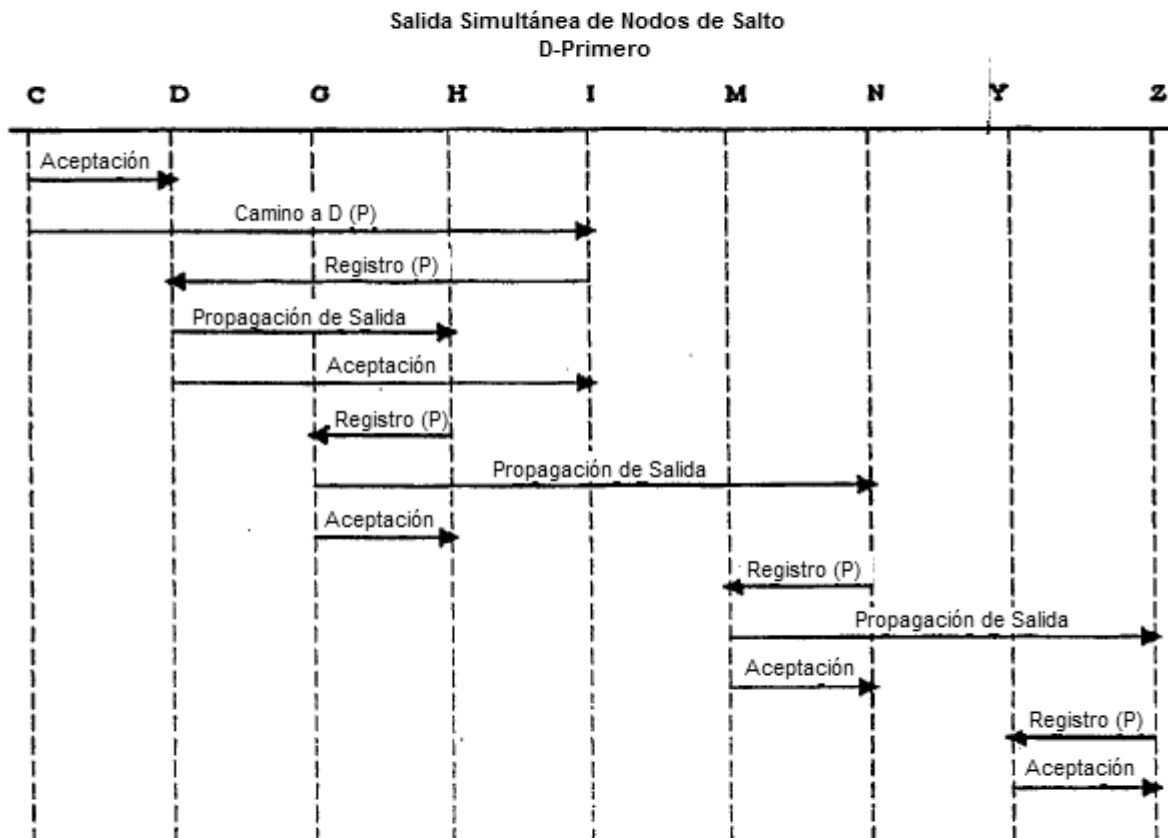 Salida Simultánea de Nodos de Salto
D-Primero
C D G H I M N Y Z
Aceptación
Camino a D (P)
Registro (P)
Propagación de Salida
Aceptación
Registro (P)
Propagación de Salida
Aceptación
Registro (P)
Propagación de Salida
Aceptación
Registro (P)
Aceptación